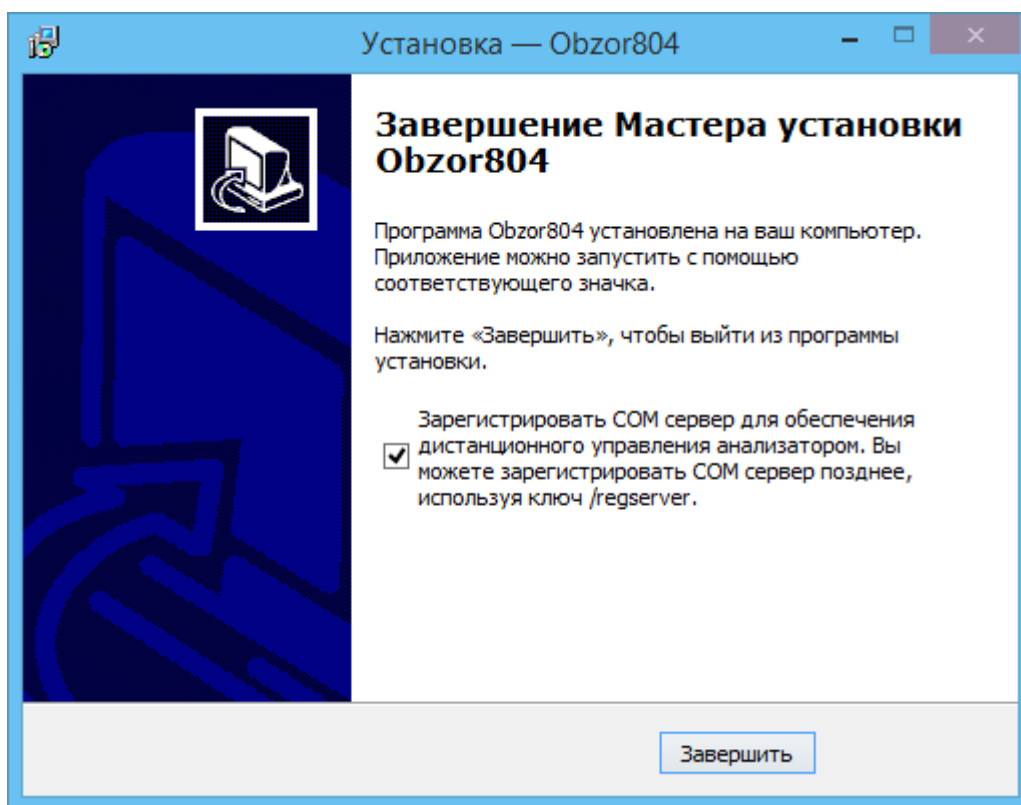 Установка — Obzor804
Завершение Мастера установки
Obzor804
Программа Obzor804 установлена на ваш компьютер.
Приложение можно запустить с помощью
соответствующего значка.
Нажмите «Завершить», чтобы выйти из программы
установки.
Зарегистрировать COM сервер для обеспечения
дистанционного управления анализатором. Вы
можете зарегистрировать COM сервер позднее,
используя ключ /regserver.
Завершить